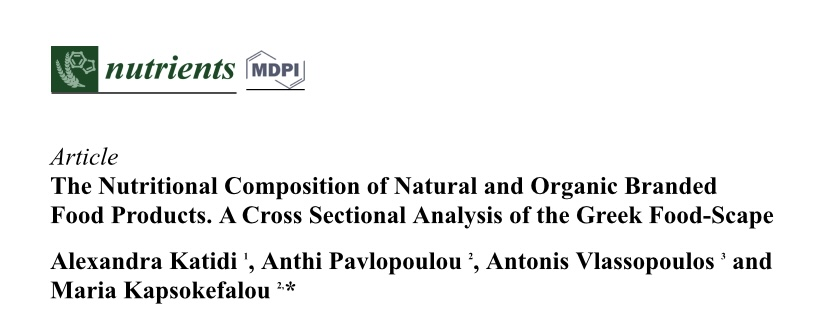 nutrients MDPI
Article
The Nutritional Composition of Natural and Organic Branded
Food Products. A Cross Sectional Analysis of the Greek Food-Scape
Alexandra Katidi ¹, Anthi Pavlopoulou ², Antonis Vlassopoulos ³ and
Maria Kapsokefalou ²,*